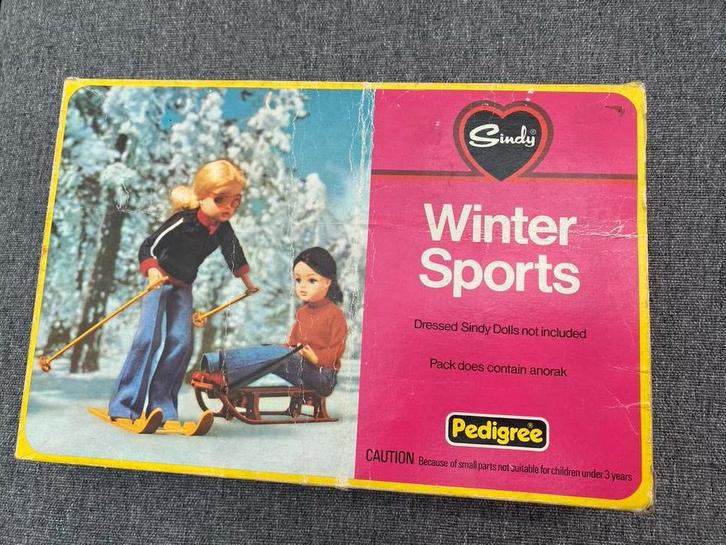 Sindy®
Winter
Sports
Dressed Sindy Dolls not included
Pack does contain anorak
Pedigree®
CAUTION Because of small parts not suitable for children under 3 years